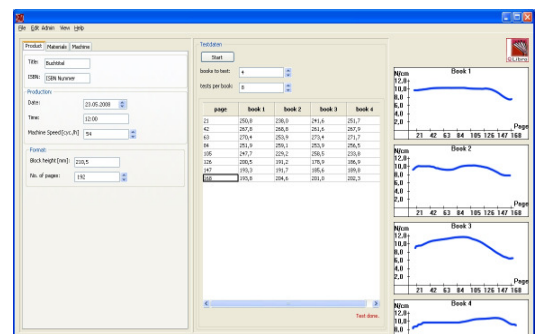 File Edit Admin View Help
Product Materials Machine
Title: Buchtitel
ISBN: ISBN Nummer
Production
Date: 23.05.2008
Time: 12:00
Machine Speed[cyc./h] 54
Format
Block height [mm]: 210,5
No. of pages: 192
Testdaten
Start
books to test: 4
tests per book: 8
page book 1 book 2 book 3 book 4
21 250,8 238,0 241,6 251,7
42 267,8 268,8 261,6 267,9
63 270,4 253,9 273,4 271,7
84 251,9 259,1 253,9 256,5
105 247,7 229,2 258,5 233,8
126 200,5 191,2 178,9 186,9
147 193,3 191,7 185,6 189,8
168 193,8 204,6 201,0 202,3
Test done.
N/cm Book 1
12,0
10,0
8,0
6,0
4,0
2,0
Page
21 42 63 84 105 126 147 168
N/cm Book 2
12,0
10,0
8,0
6,0
4,0
2,0
Page
21 42 63 84 105 126 147 168
N/cm Book 3
12,0
10,0
8,0
6,0
4,0
2,0
Page
21 42 63 84 105 126 147 168
N/cm Book 4
12,0
10,0
8,0